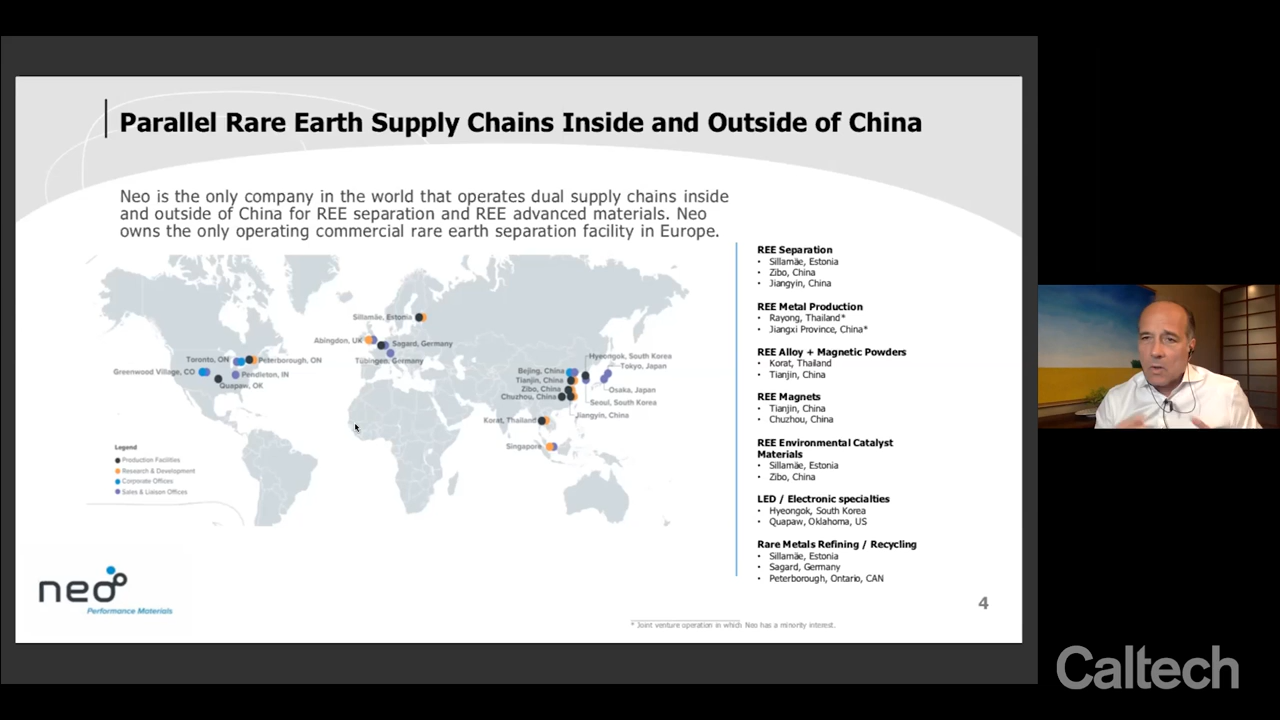 Parallel Rare Earth Supply Chains Inside and Outside of China
Neo is the only company in the world that operates dual supply chains inside
and outside of China for REE separation and REE advanced materials. Neo
owns the only operating commercial rare earth separation facility in Europe.
Sillamäe, Estonia
Abingdon, UK
Sagard, Germany
Tübingen, Germany
Toronto, ON
Peterborough, ON
Greenwood Village, CO
Pendleton, IN
Quapaw, OK
Hyeongok, South Korea
Tokyo, Japan
Bejing, China
Tianjin, China
Zibo, China
Osaka, Japan
Chuzhou, China
Seoul, South Korea
Jiangyin, China
Korat, Thailand
Singapore
Legend
Production Facilities
Research & Development
Corporate Offices
Sales & Liaison Offices
REE Separation
• Sillamäe, Estonia
• Zibo, China
• Jiangyin, China
REE Metal Production
• Rayong, Thailand*
• Jiangxi Province, China*
REE Alloy + Magnetic Powders
• Korat, Thailand
• Tianjin, China
REE Magnets
• Tianjin, China
• Chuzhou, China
REE Environmental Catalyst
Materials
• Sillamäe, Estonia
• Zibo, China
LED / Electronic specialties
• Hyeongok, South Korea
• Quapaw, Oklahoma, US
Rare Metals Refining / Recycling
• Sillamäe, Estonia
• Sagard, Germany
• Peterborough, Ontario, CAN
neo
Performance Materials
4
* Joint venture operation in which Neo has a minority interest.
Caltech